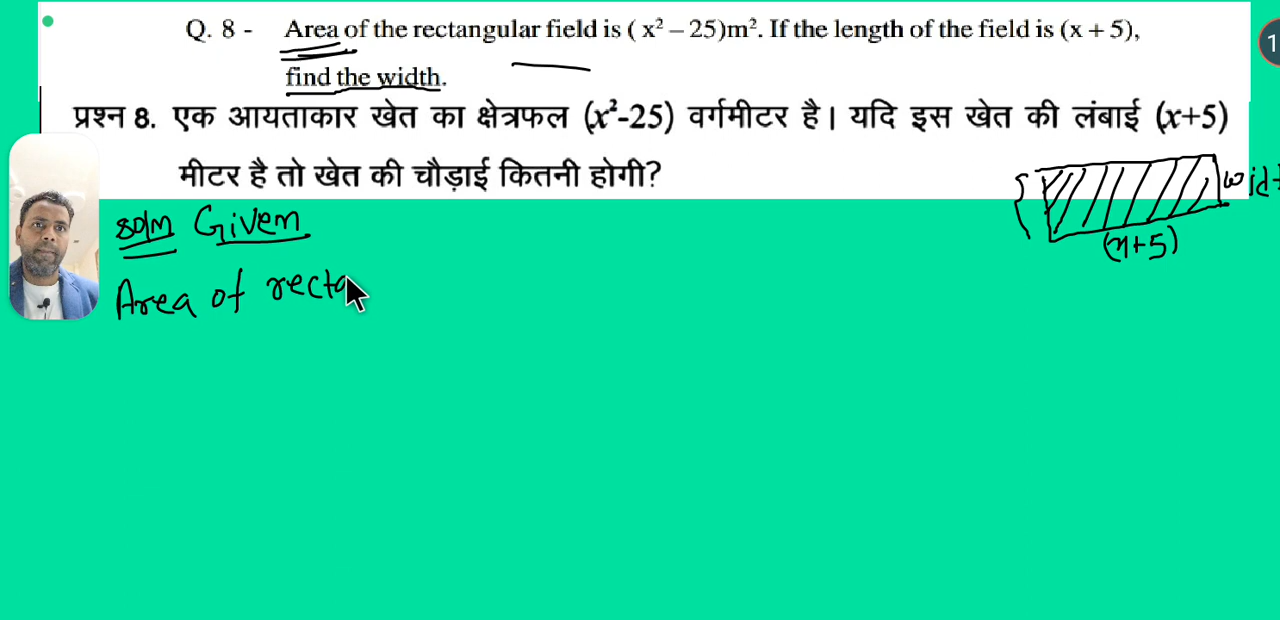 Q. 8 - Area of the rectangular field is ( x² – 25)m². If the length of the field is (x + 5),
find the width.
प्रश्न 8. एक आयताकार खेत का क्षेत्रफल (x²-25) वर्गमीटर है। यदि इस खेत की लंबाई (x+5)
मीटर है तो खेत की चौड़ाई कितनी होगी?
widt
(x+5)
soln Given
Area of recta
1